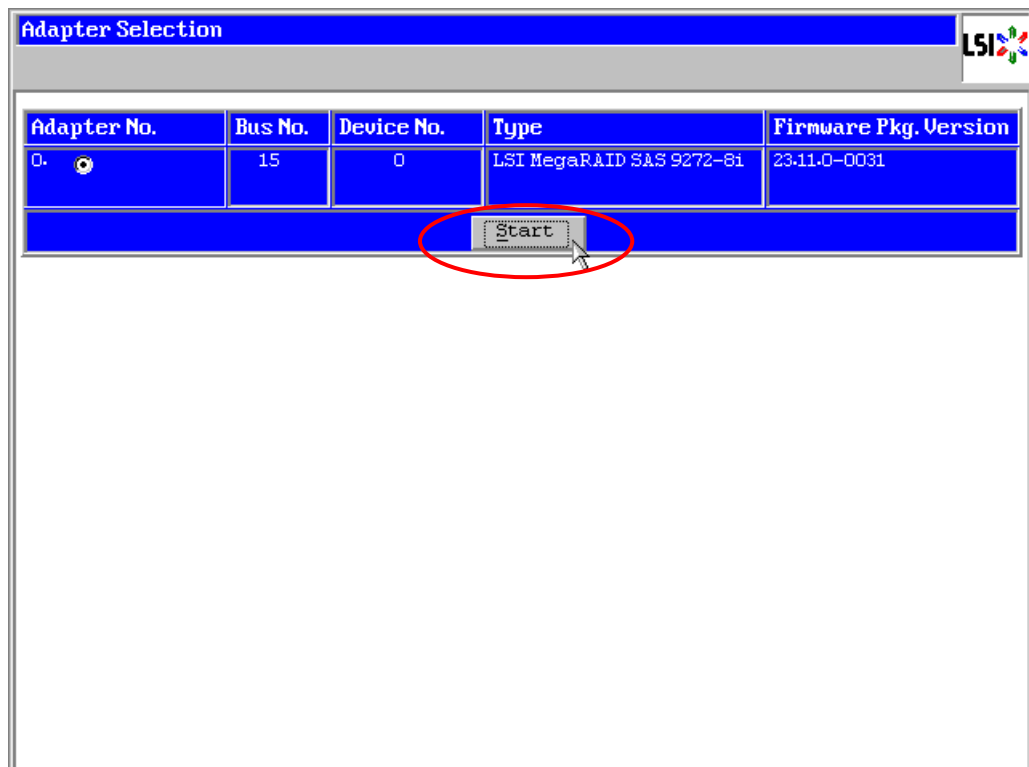 Adapter Selection
LSI
Adapter No. Bus No. Device No. Type Firmware Pkg. Version
0. 15 0 LSI MegaRAID SAS 9272-8i 23.11.0-0031
Start